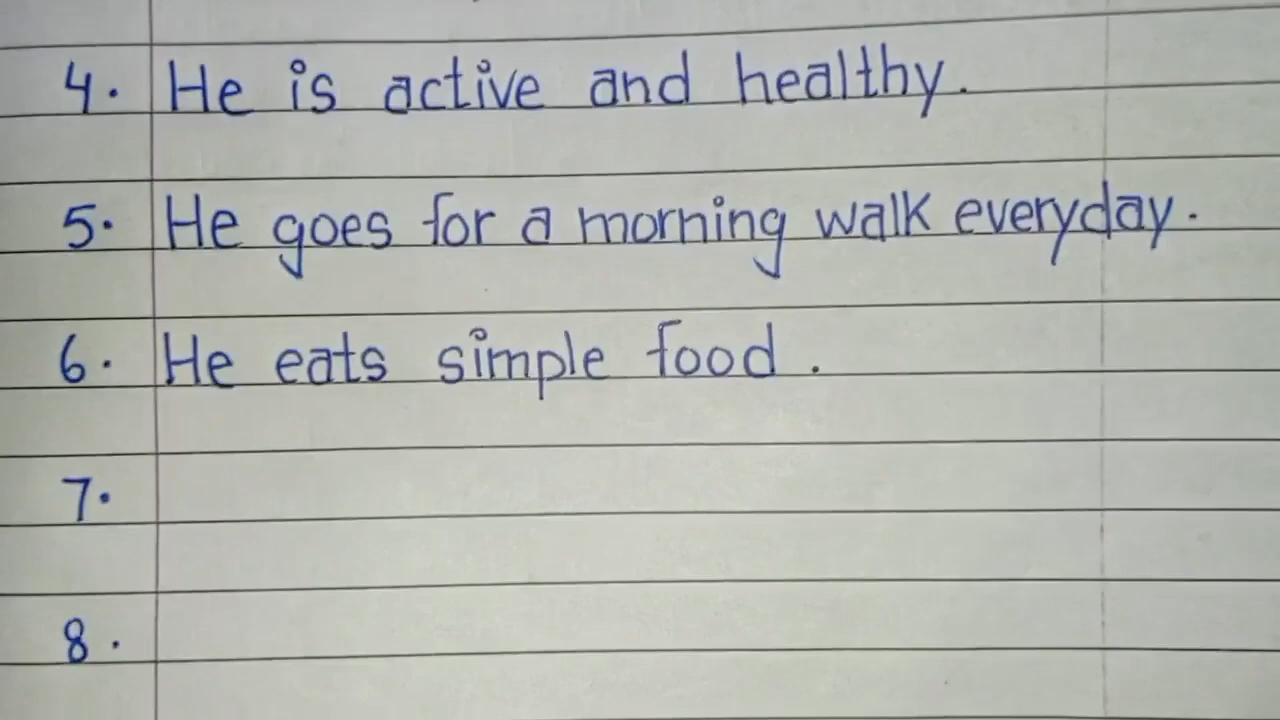 4. He is active and healthy.
5. He goes for a morning walk everyday.
6. He eats simple food.
7.
8.